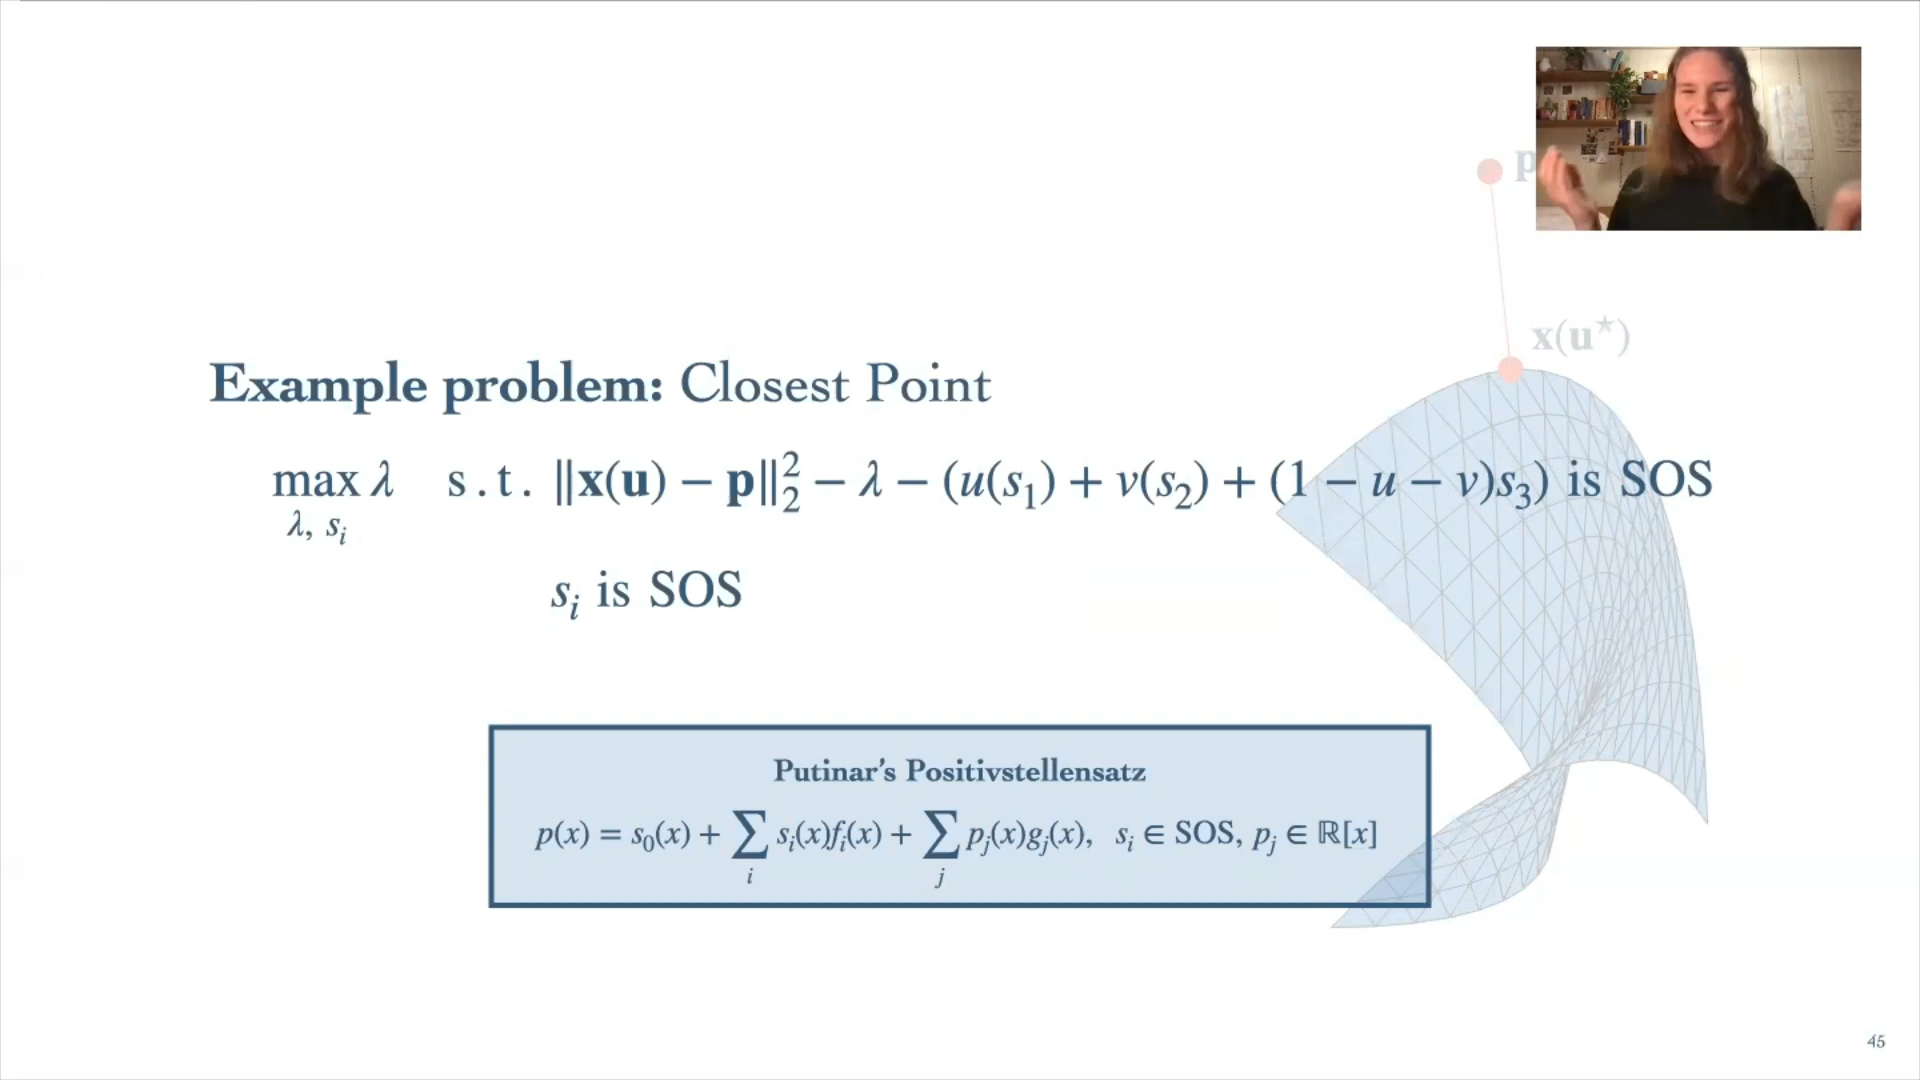 p
x(u⋆)
Example problem: Closest Point
max λ s.t. ‖x(u) − p‖₂² − λ − (u(s₁) + v(s₂) + (1 − u − v)s₃) is SOS
λ, sᵢ
sᵢ is SOS
Putinar's Positivstellensatz
p(x) = s₀(x) + ∑ sᵢ(x)fᵢ(x) + ∑ pⱼ(x)gⱼ(x), sᵢ ∈ SOS, pⱼ ∈ ℝ[x]
i j
45